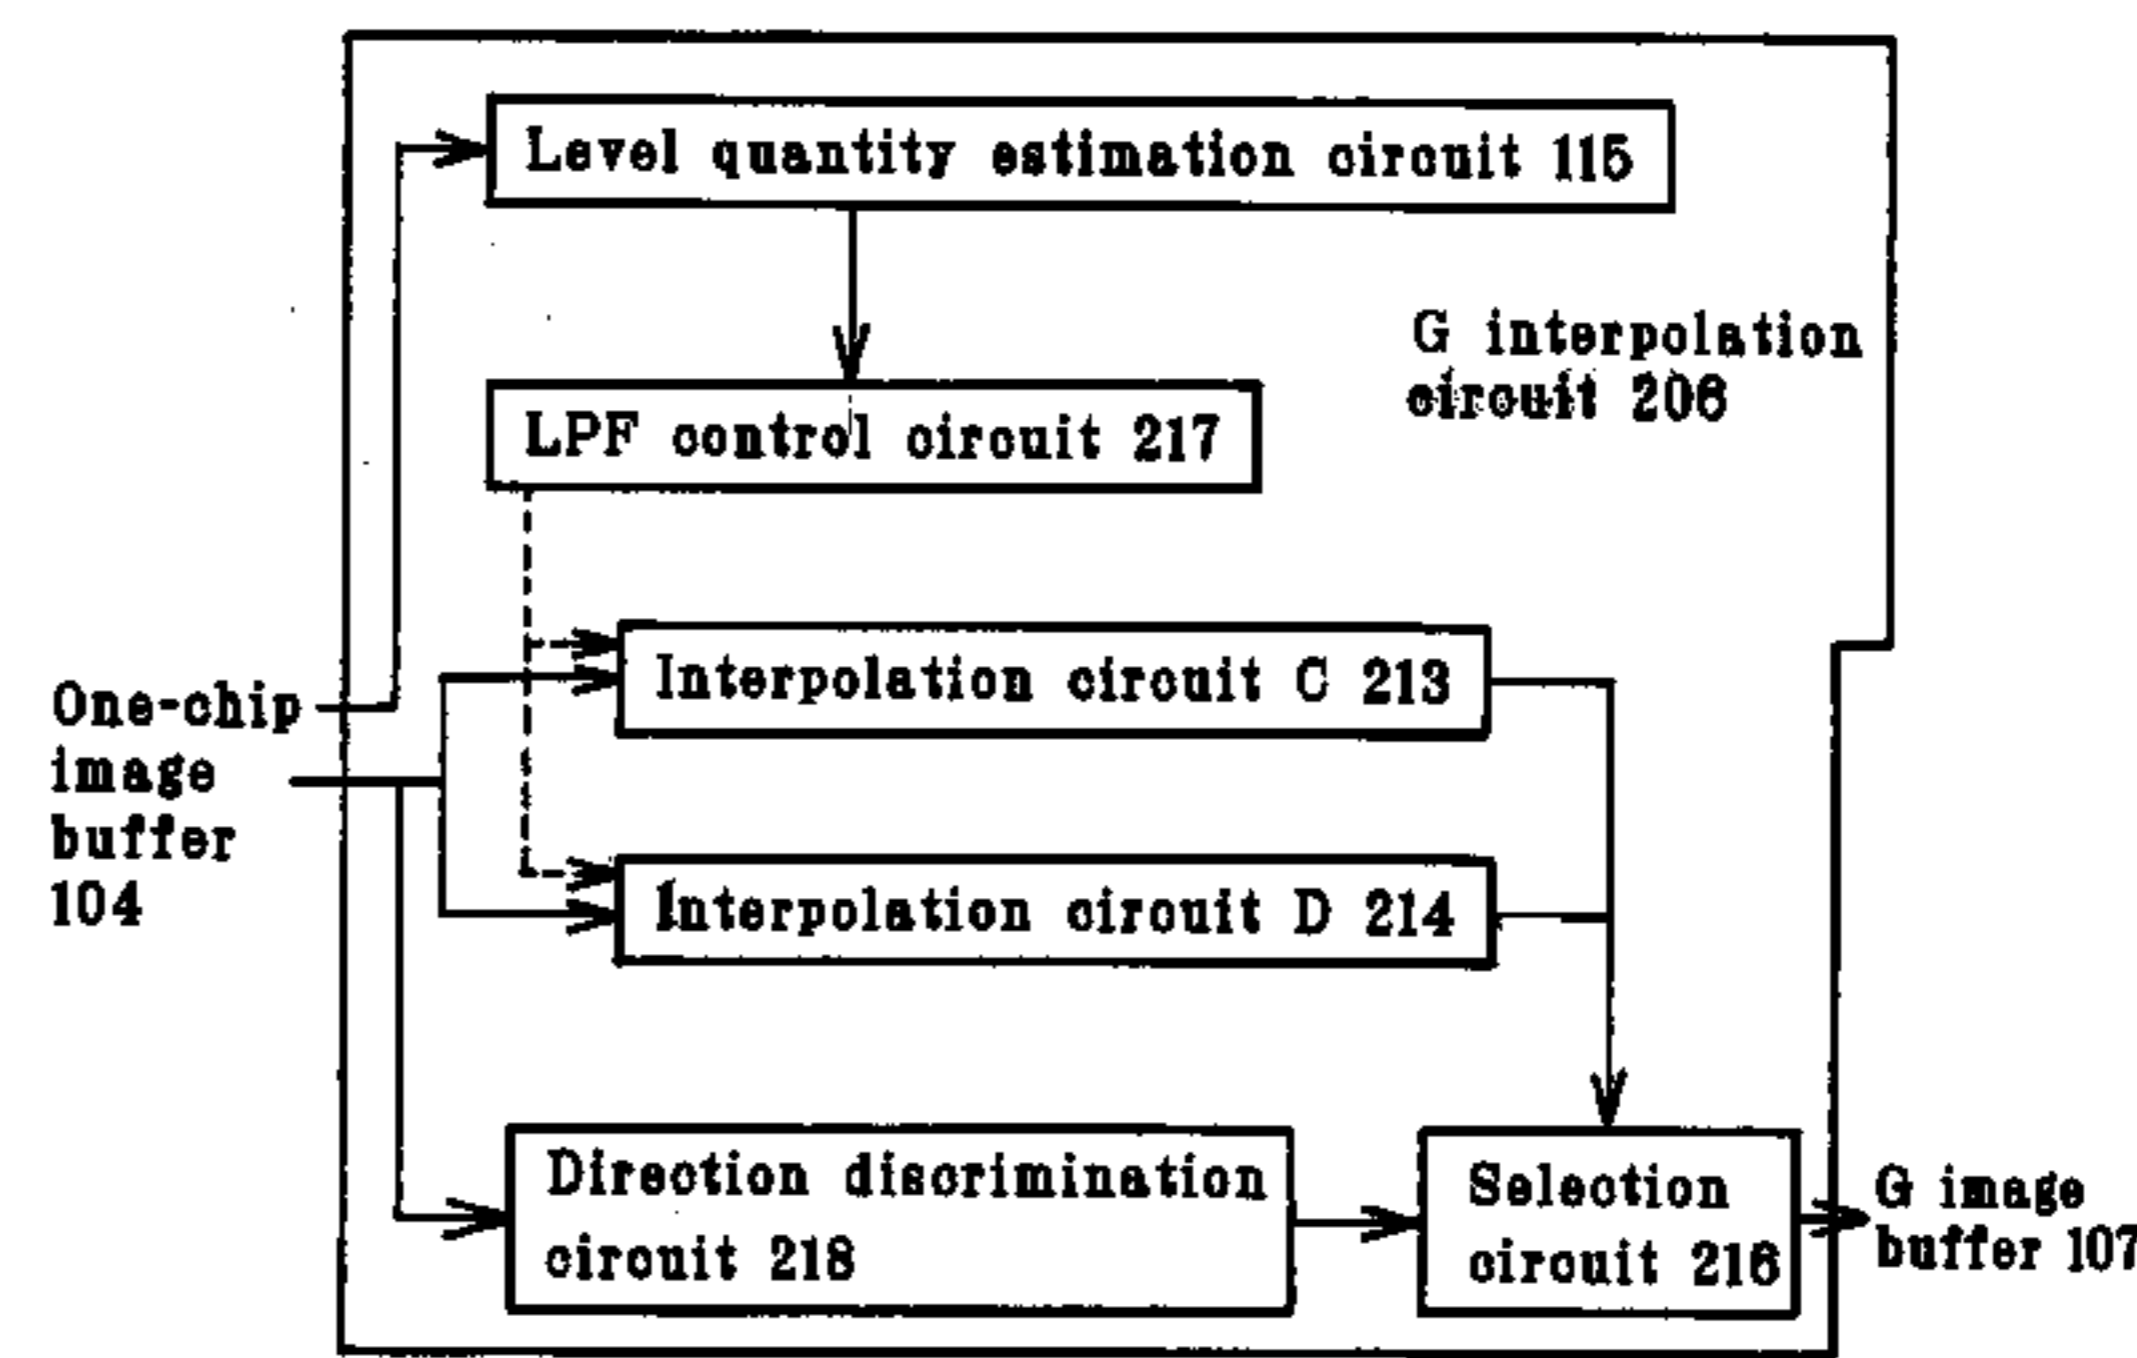 Level quantity estimation circuit 115
G interpolation
circuit 206
LPF control circuit 217
Interpolation circuit C 213
One-chip
image
buffer
104
Interpolation circuit D 214
Direction discrimination
circuit 218
Selection
circuit 216
G image
buffer 107